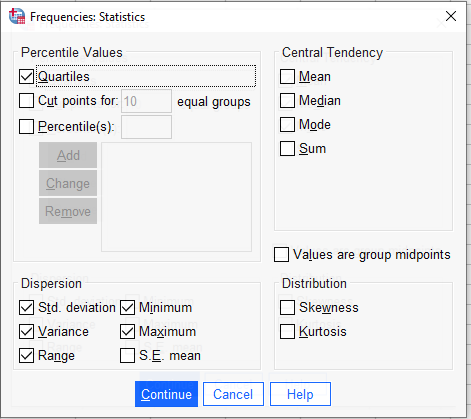 Frequencies: Statistics
Percentile Values
Quartiles
Cut points for: 10 equal groups
Percentile(s):
Add
Change
Remove
Central Tendency
Mean
Median
Mode
Sum
Values are group midpoints
Dispersion
Std. deviation Minimum
Variance Maximum
Range S.E. mean
Distribution
Skewness
Kurtosis
Continue Cancel Help